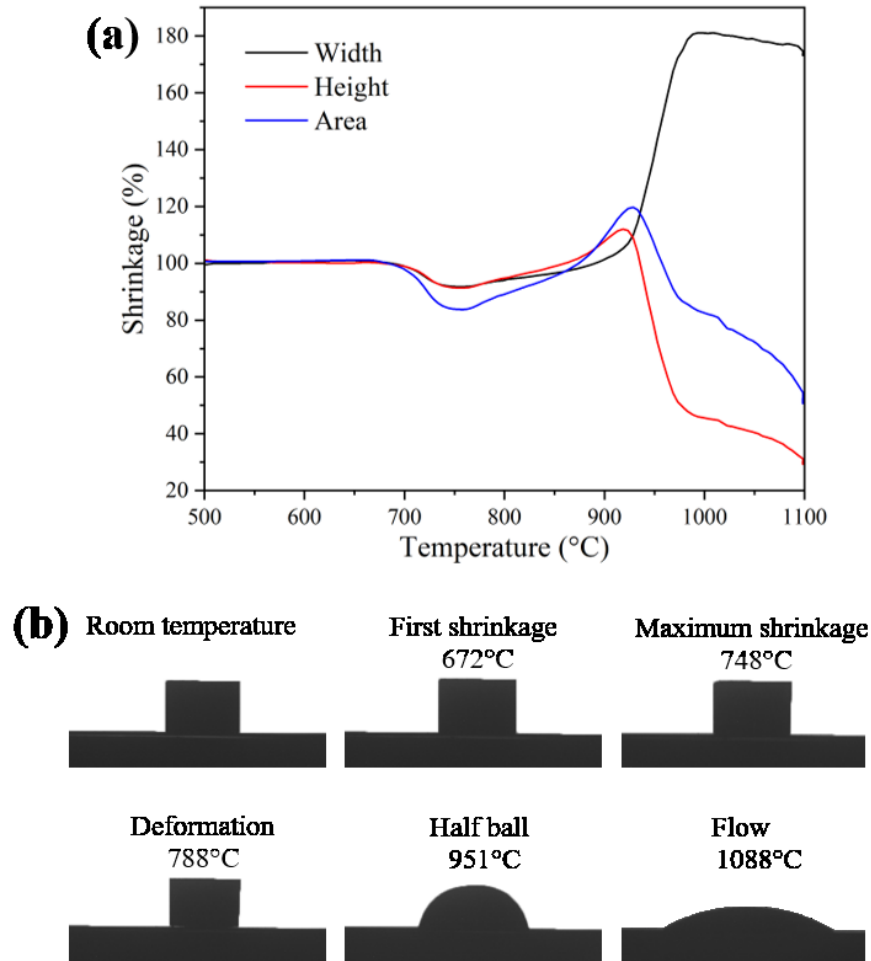 (a)
Width
Height
Area
Shrinkage (%)
180
160
140
120
100
80
60
40
20
500 600 700 800 900 1000 1100
Temperature (°C)
(b) Room temperature
First shrinkage
672°C
Maximum shrinkage
748°C
Deformation
788°C
Half ball
951°C
Flow
1088°C